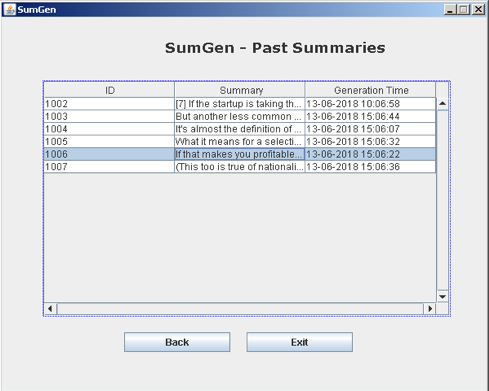 SumGen
SumGen - Past Summaries
ID Summary Generation Time
1002 [7] If the startup is taking th... 13-06-2018 10:06:58
1003 But another less common ... 13-06-2018 15:06:44
1004 It's almost the definition of ... 13-06-2018 15:06:07
1005 What it means for a selecti... 13-06-2018 15:06:32
1006 If that makes you profitable... 13-06-2018 15:06:22
1007 (This too is true of nationali... 13-06-2018 15:06:36
Back Exit